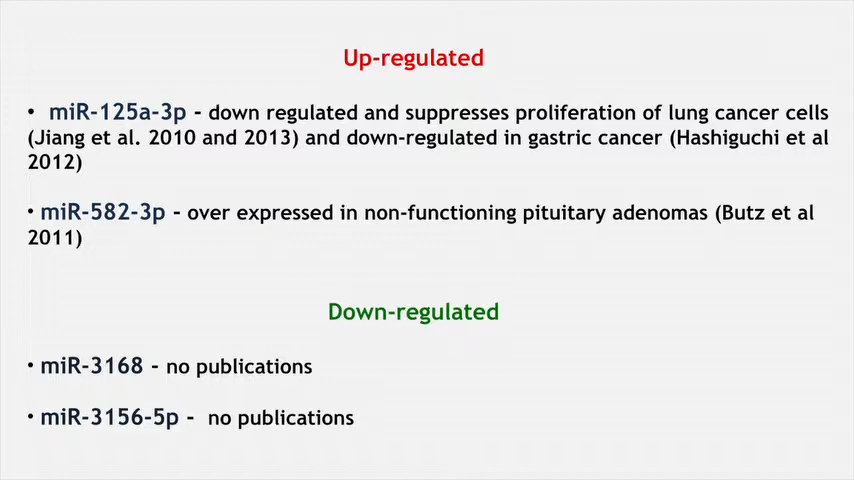 Up-regulated
• miR-125a-3p - down regulated and suppresses proliferation of lung cancer cells
(Jiang et al. 2010 and 2013) and down-regulated in gastric cancer (Hashiguchi et al
2012)
• miR-582-3p - over expressed in non-functioning pituitary adenomas (Butz et al
2011)
Down-regulated
• miR-3168 - no publications
• miR-3156-5p - no publications